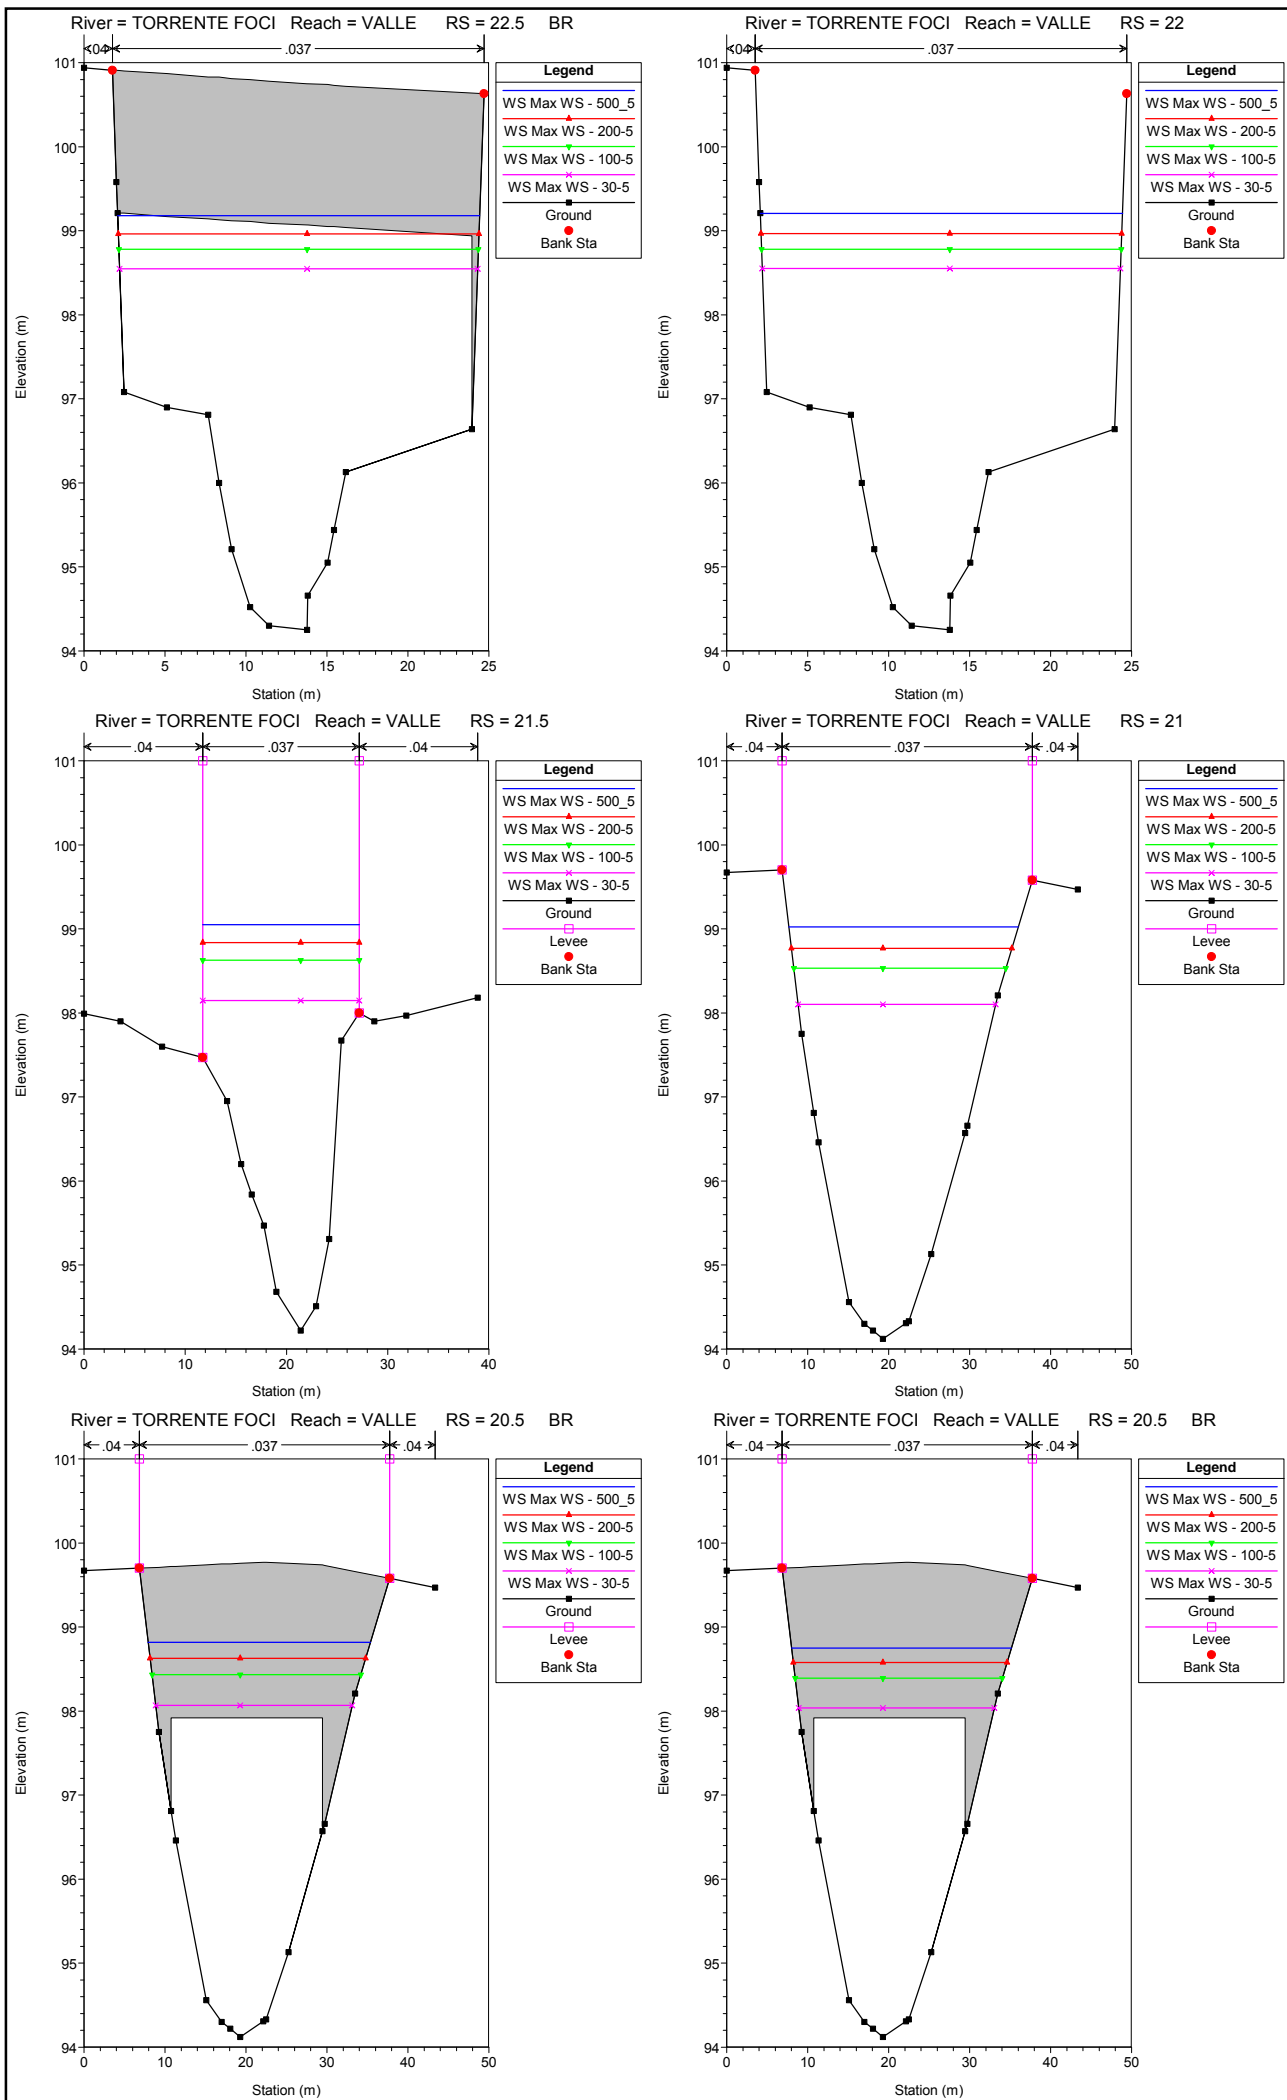 River = TORRENTE FOCI Reach = VALLE RS = 22.5 BR
.04
.037
101
100
99
98
97
96
95
94
Elevation (m)
0 5 10 15 20 25
Station (m)
Legend
WS Max WS - 500_5
WS Max WS - 200-5
WS Max WS - 100-5
WS Max WS - 30-5
Ground
Bank Sta
River = TORRENTE FOCI Reach = VALLE RS = 22
.04
.037
101
100
99
98
97
96
95
94
Elevation (m)
0 5 10 15 20 25
Station (m)
Legend
WS Max WS - 500_5
WS Max WS - 200-5
WS Max WS - 100-5
WS Max WS - 30-5
Ground
Bank Sta
River = TORRENTE FOCI Reach = VALLE RS = 21.5
.04
.037
.04
101
100
99
98
97
96
95
94
Elevation (m)
0 10 20 30 40
Station (m)
Legend
WS Max WS - 500_5
WS Max WS - 200-5
WS Max WS - 100-5
WS Max WS - 30-5
Ground
Levee
Bank Sta
River = TORRENTE FOCI Reach = VALLE RS = 21
.04
.037
.04
101
100
99
98
97
96
95
94
Elevation (m)
0 10 20 30 40 50
Station (m)
Legend
WS Max WS - 500_5
WS Max WS - 200-5
WS Max WS - 100-5
WS Max WS - 30-5
Ground
Levee
Bank Sta
River = TORRENTE FOCI Reach = VALLE RS = 20.5 BR
.04
.037
.04
101
100
99
98
97
96
95
94
Elevation (m)
0 10 20 30 40 50
Station (m)
Legend
WS Max WS - 500_5
WS Max WS - 200-5
WS Max WS - 100-5
WS Max WS - 30-5
Ground
Levee
Bank Sta
River = TORRENTE FOCI Reach = VALLE RS = 20.5 BR
.04
.037
.04
101
100
99
98
97
96
95
94
Elevation (m)
0 10 20 30 40 50
Station (m)
Legend
WS Max WS - 500_5
WS Max WS - 200-5
WS Max WS - 100-5
WS Max WS - 30-5
Ground
Levee
Bank Sta